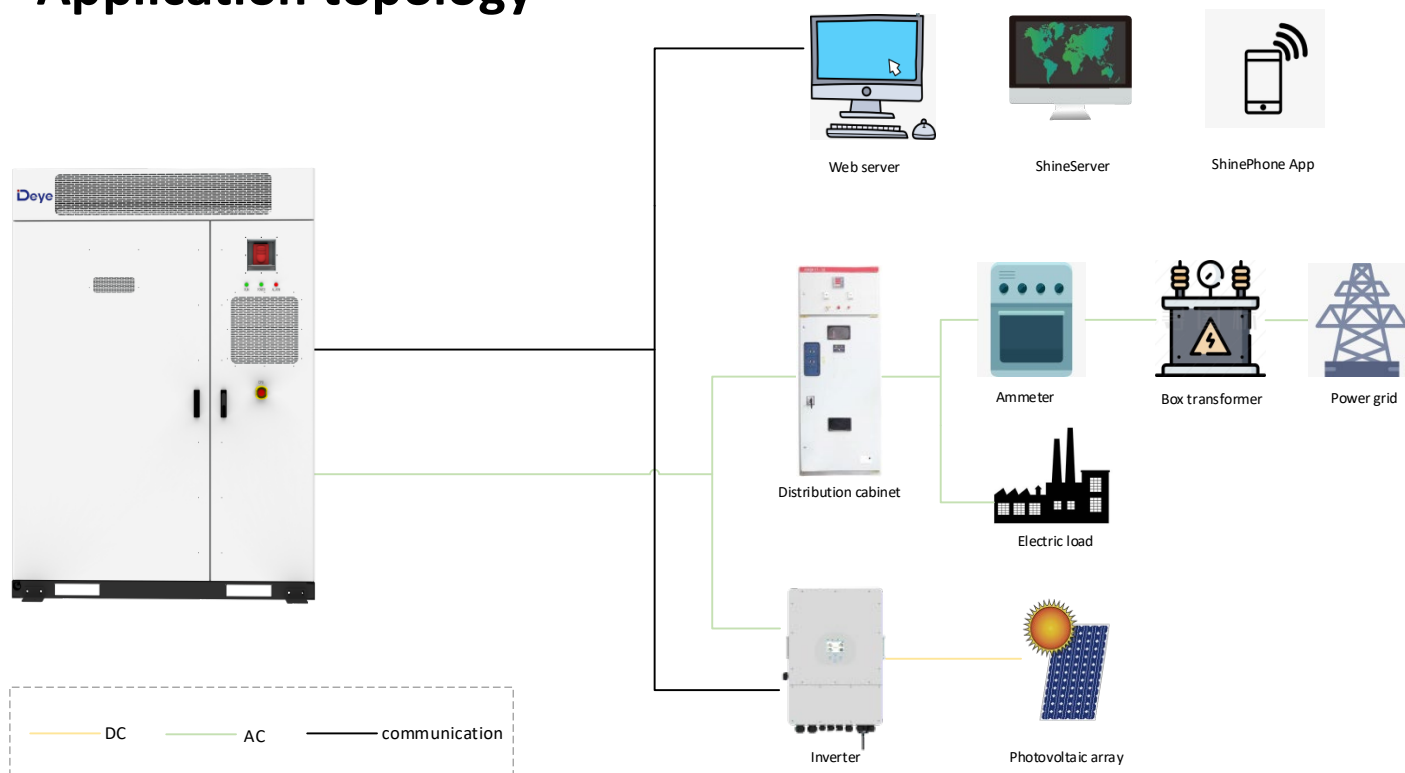 Application topology
Web server
ShineServer
ShinePhone App
Deye
Ammeter
Box transformer
Power grid
Distribution cabinet
Electric load
Inverter
Photovoltaic array
DC
AC
communication